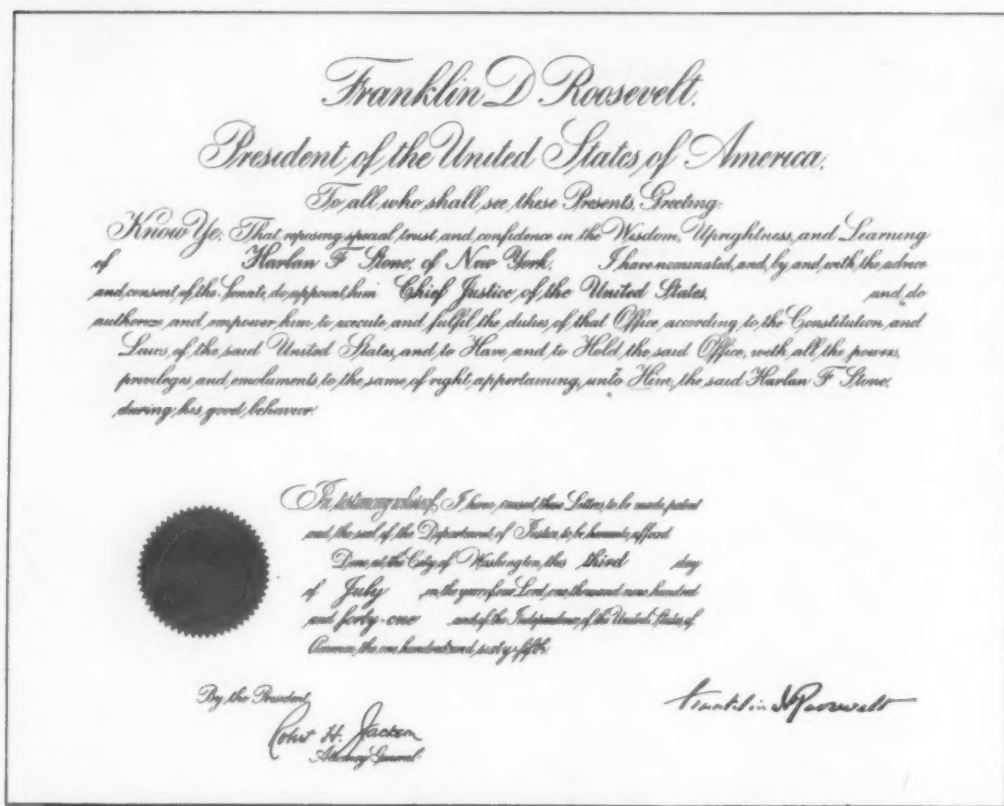 Franklin D Roosevelt.
President of the United States of America.
To all who shall see these Presents, Greeting:
Know Ye; That reposing special trust and confidence in the Wisdom, Uprightness, and Learning
of Harlan F Stone, of New York, I have nominated, and, by and with, the advice
and consent of the Senate, do appoint him Chief Justice of the United States, and do
authorize and empower him to execute and fulfil the duties of that Office according to the Constitution, and
Laws of the said United States, and to Have and to Hold the said Office, with all the powers,
privileges and emoluments to the same of right appertaining, unto Him, the said Harlan F Stone,
during his good behavior.
In testimony whereof, I have caused these Letters to be made patent
and the seal of the Department of Justice to be hereunto affixed
Done at the City of Washington, this third day
of July in the year of our Lord, one thousand nine hundred
and forty-one and of the Independence of the United States of
America, the one hundred and sixty-fifth.
By the President,
Robert H. Jackson
Attorney General.
Franklin D Roosevelt